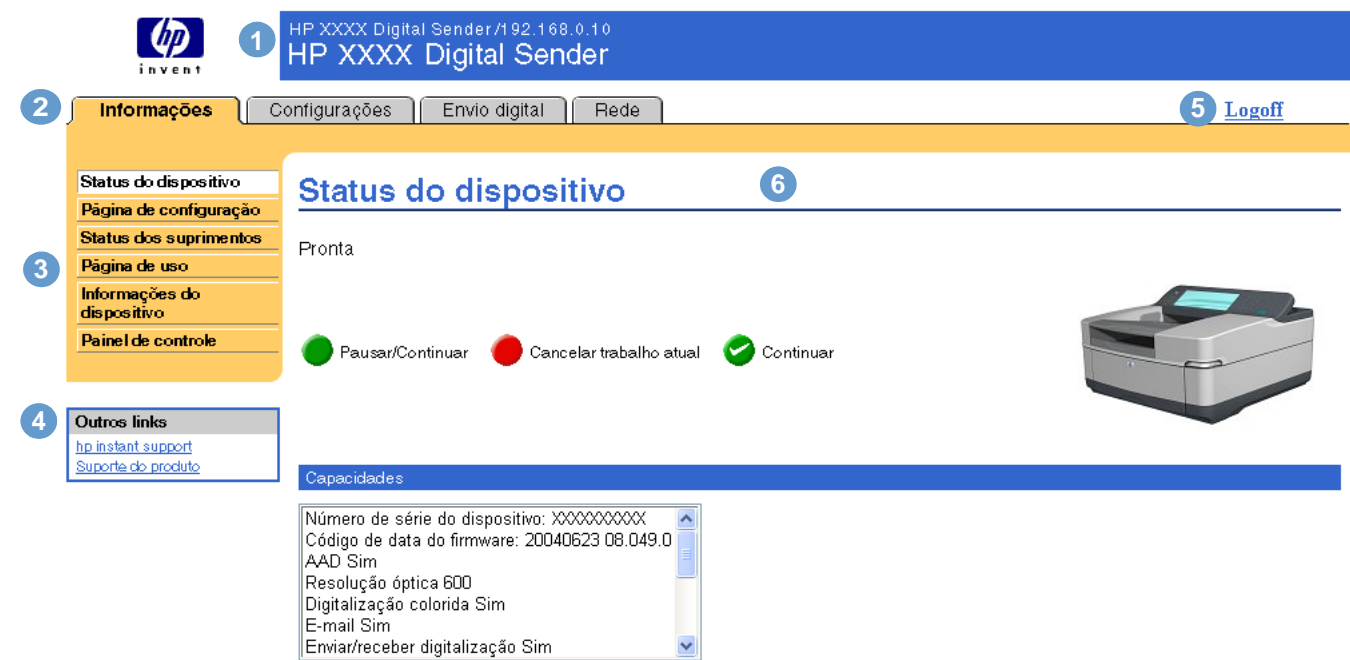 hp
invent
1
HP XXXX Digital Sender/192.168.0.10
HP XXXX Digital Sender
2
Informações
Configurações
Envio digital
Rede
5
Logoff
Status do dispositivo
Página de configuração
Status dos suprimentos
3
Página de uso
Informações do
dispositivo
Painel de controle
4
Outros links
hp instant support
Suporte do produto
Status do dispositivo
6
Pronta
Pausar/Continuar
Cancelar trabalho atual
Continuar
Capacidades
Número de série do dispositivo: XXXXXXXXXX
Código de data do firmware: 20040623 08.049.0
AAD Sim
Resolução óptica 600
Digitalização colorida Sim
E-mail Sim
Enviar/receber digitalização Sim